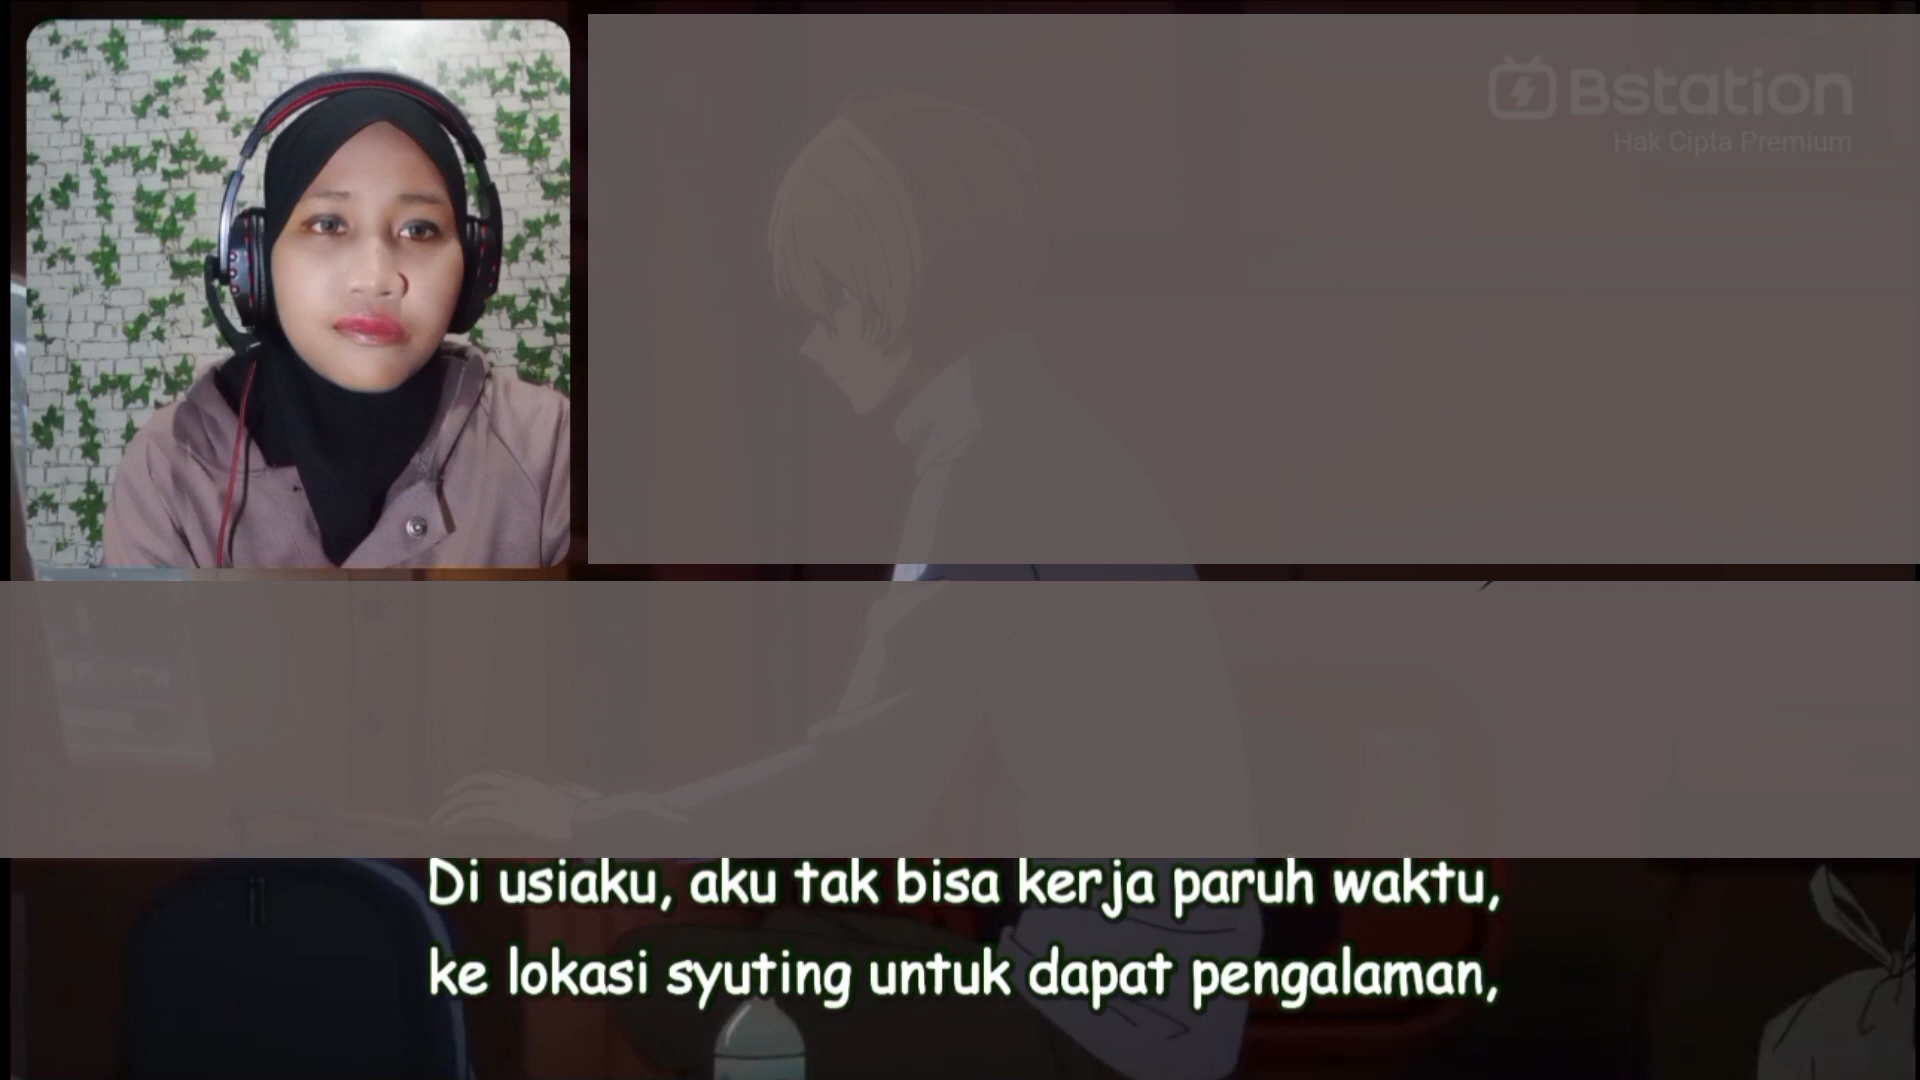 Bstation
Hak Cipta Premium
Di usiaku, aku tak bisa kerja paruh waktu,
ke lokasi syuting untuk dapat pengalaman,